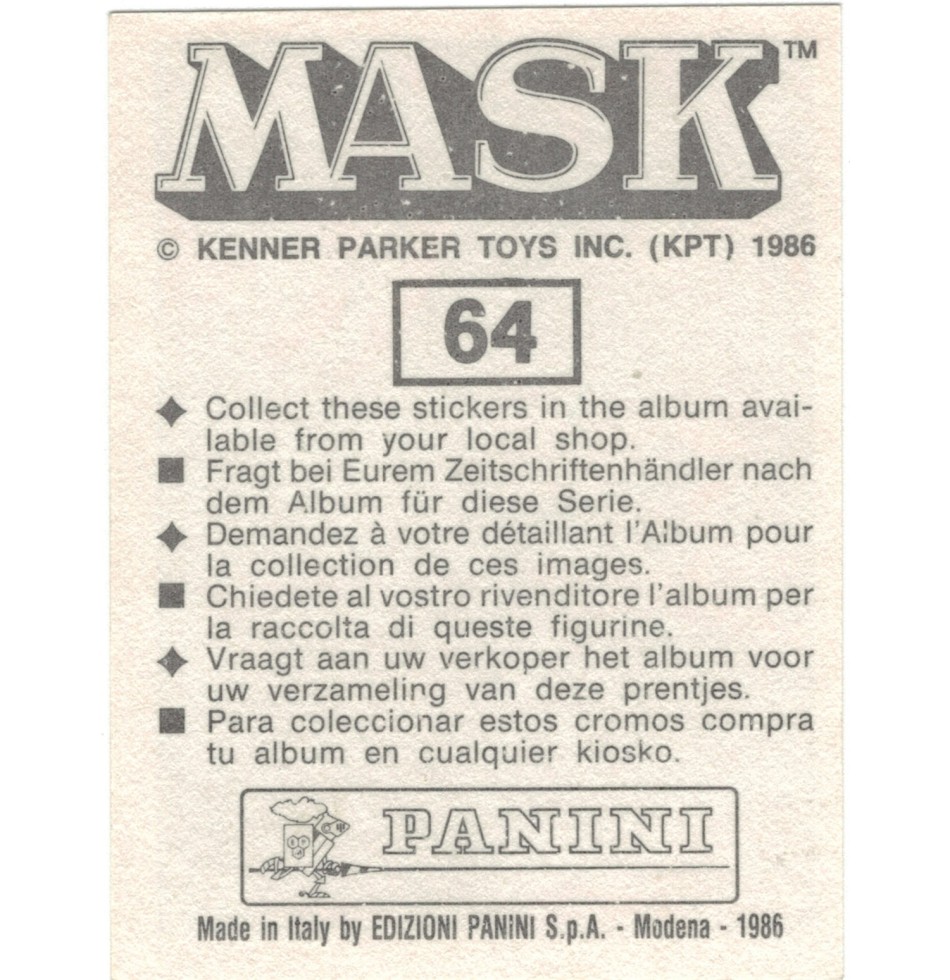 MASK™
© KENNER PARKER TOYS INC. (KPT) 1986
64
Collect these stickers in the album avai-
lable from your local shop.
Fragt bei Eurem Zeitschriftenhändler nach
dem Album für diese Serie.
Demandez à votre détaillant l'Album pour
la collection de ces images.
Chiedete al vostro rivenditore l'album per
la raccolta di queste figurine.
Vraagt aan uw verkoper het album voor
uw verzameling van deze prentjes.
Para coleccionar estos cromos compra
tu album en cualquier kiosko.
PANINI
Made in Italy by EDIZIONI PANINI S.p.A. - Modena - 1986